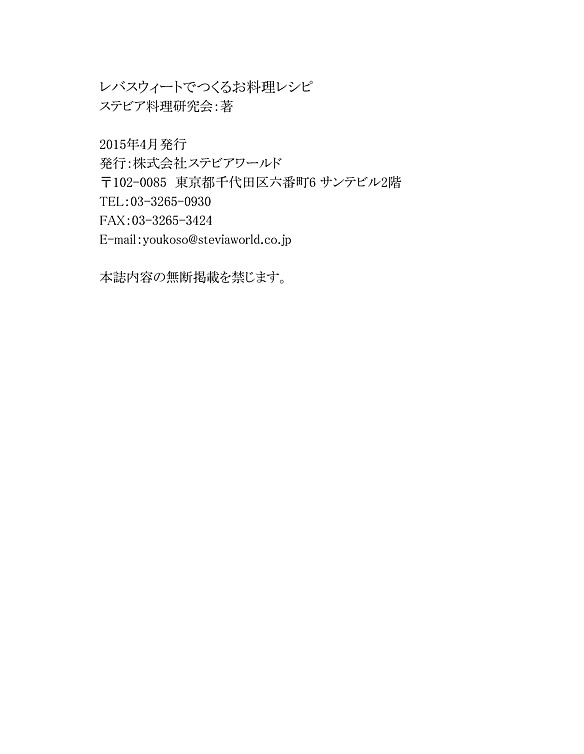 レバスウィートでつくるお料理レシピ
ステビア料理研究会：著
2015年4月発行
発行：株式会社ステビアワールド
〒102-0085　東京都千代田区六番町6 サンテビル2階
TEL：03-3265-0930
FAX：03-3265-3424
E-mail：youkoso@steviaworld.co.jp
本誌内容の無断掲載を禁じます。